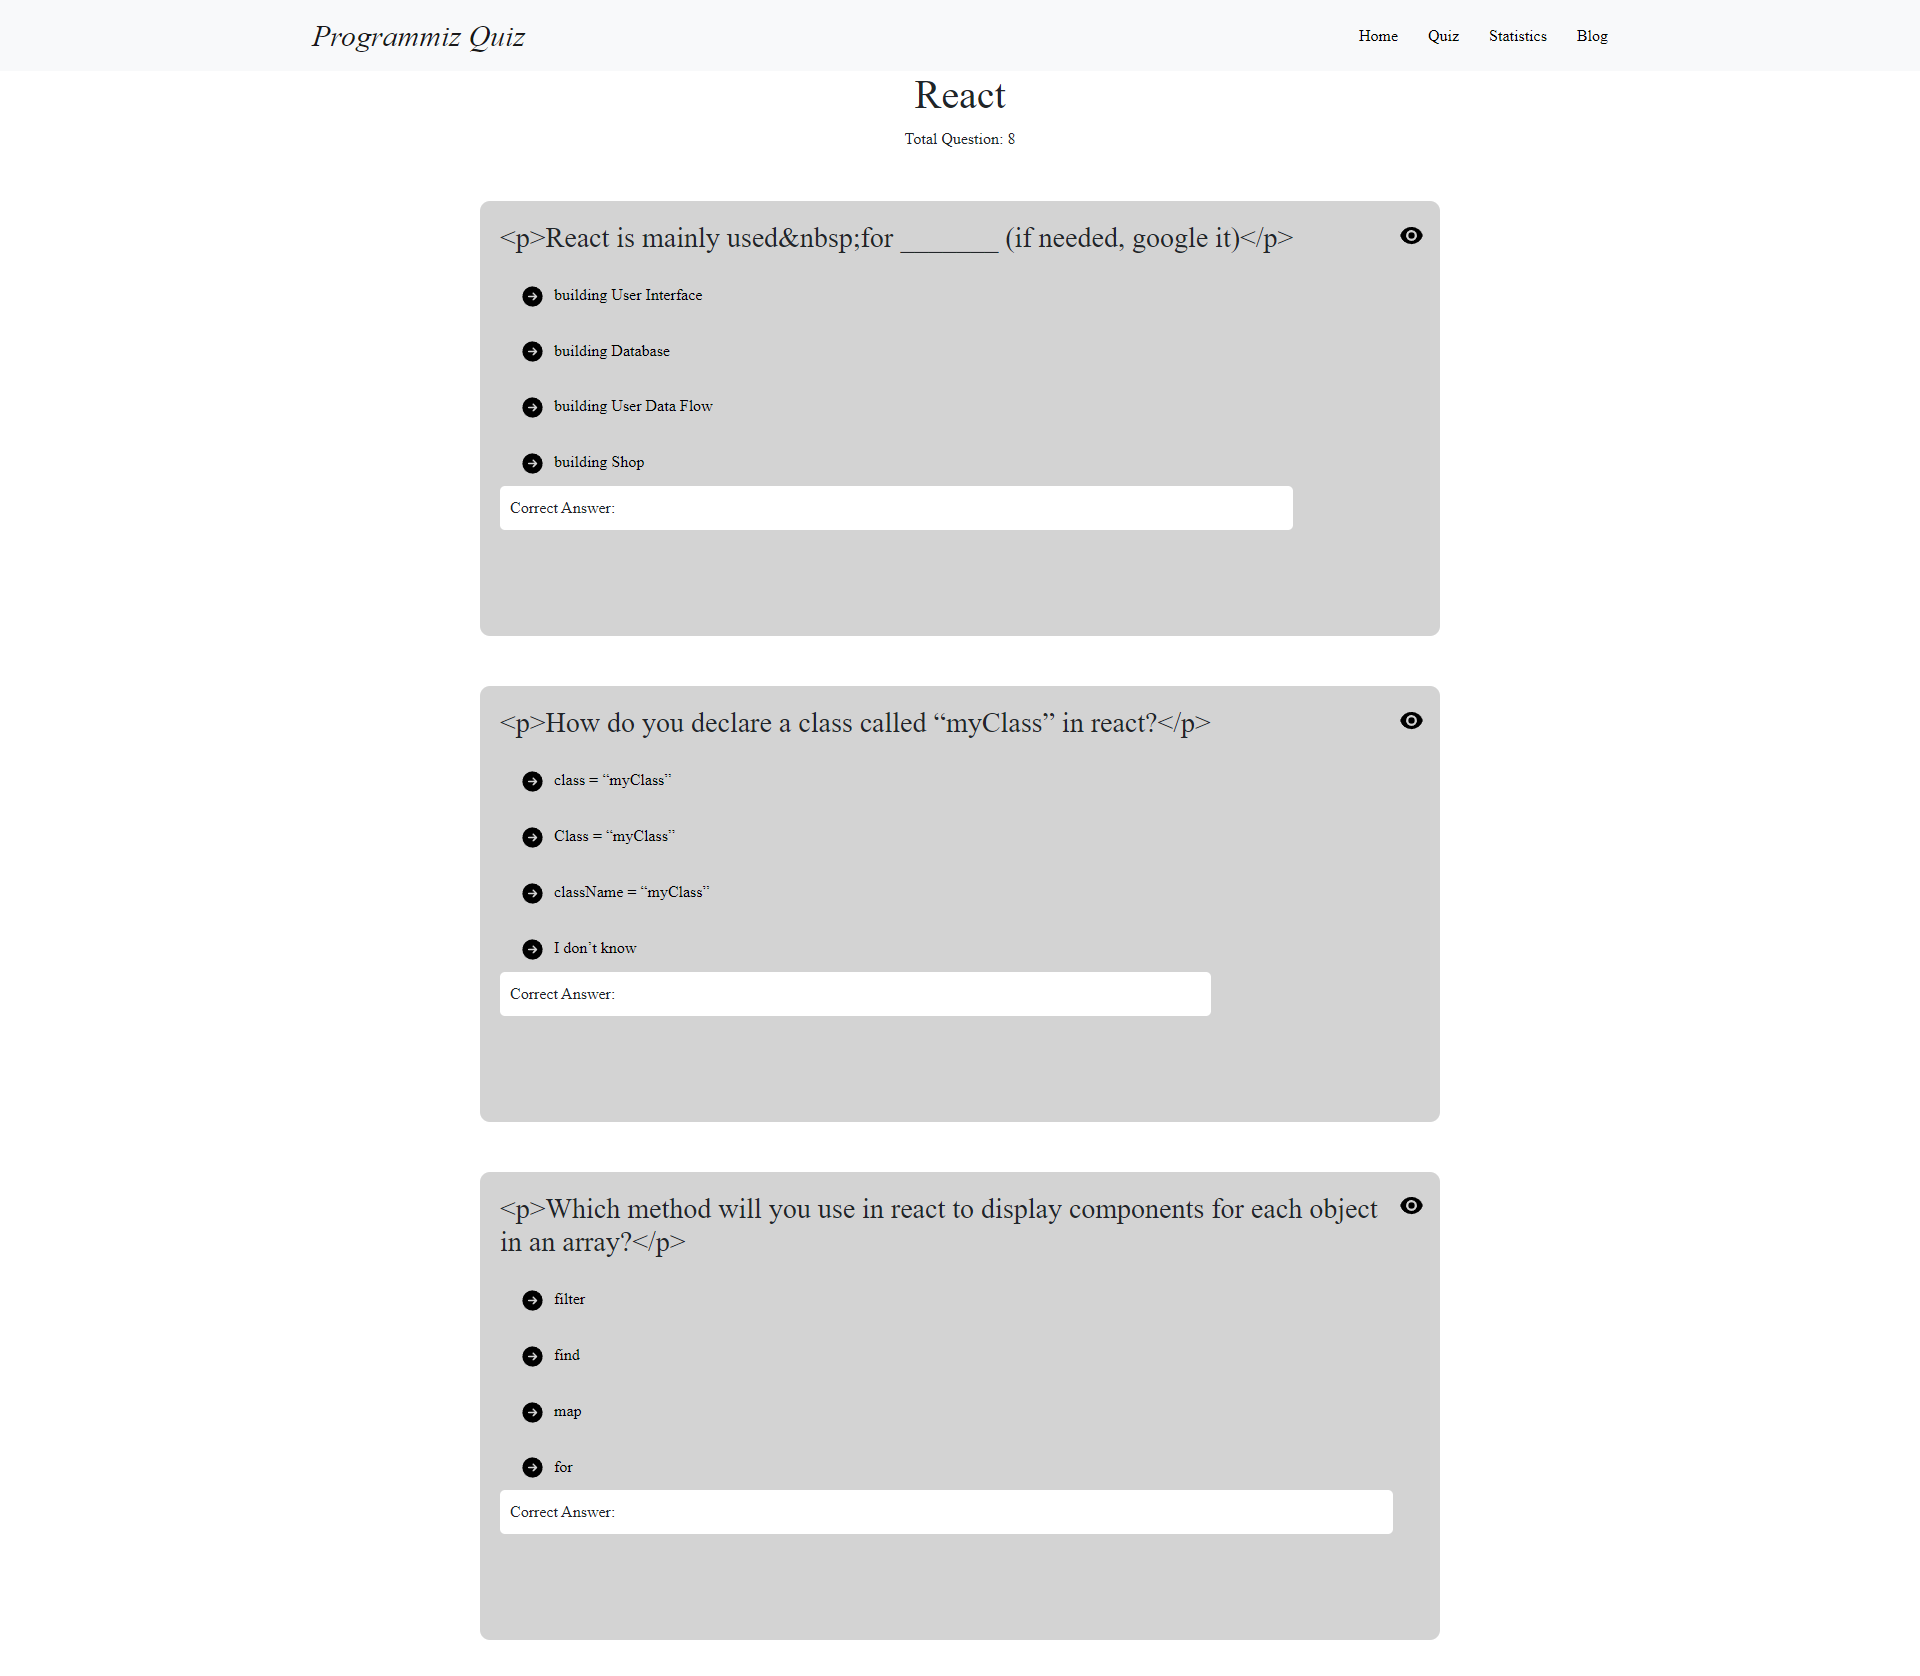 Programmiz Quiz
Home Quiz Statistics Blog
React
Total Question: 8
<p>React is mainly used&nbsp;for _______ (if needed, google it)</p>
building User Interface
building Database
building User Data Flow
building Shop
Correct Answer:
<p>How do you declare a class called “myClass” in react?</p>
class = “myClass”
Class = “myClass”
className = “myClass”
I don’t know
Correct Answer:
<p>Which method will you use in react to display components for each object
in an array?</p>
filter
find
map
for
Correct Answer: